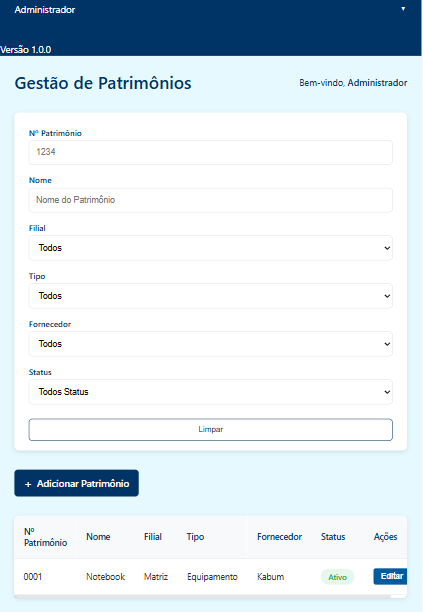 Administrador ▼
Versão 1.0.0
Gestão de Patrimônios
Bem-vindo, Administrador
Nº Patrimônio
1234
Nome
Nome do Patrimônio
Filial
Todos
Tipo
Todos
Fornecedor
Todos
Status
Todos Status
Limpar
+ Adicionar Patrimônio
Nº Patrimônio Nome Filial Tipo Fornecedor Status Ações
0001 Notebook Matriz Equipamento Kabum Ativo Editar